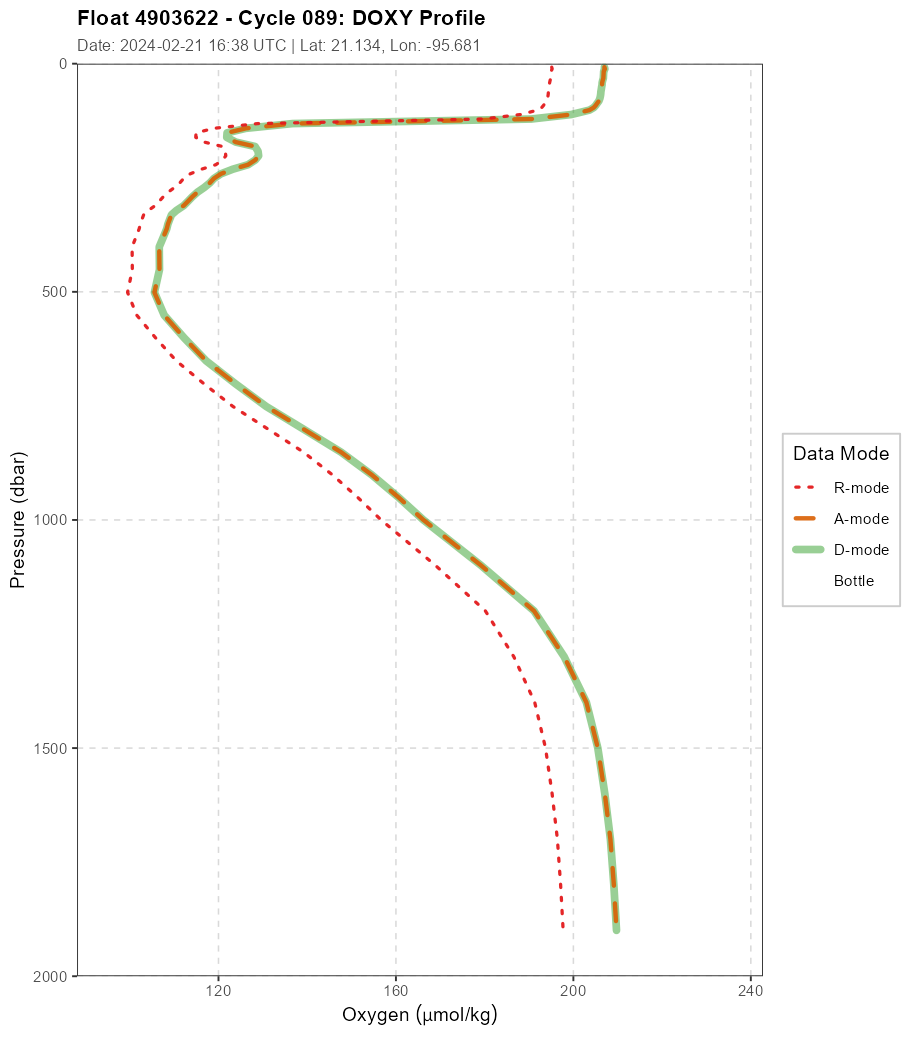 Float 4903622 - Cycle 089: DOXY Profile
Date: 2024-02-21 16:38 UTC | Lat: 21.134, Lon: -95.681
0
500
1000
1500
2000
Pressure (dbar)
120
160
200
240
Oxygen (μmol/kg)
Data Mode
R-mode
A-mode
D-mode
Bottle